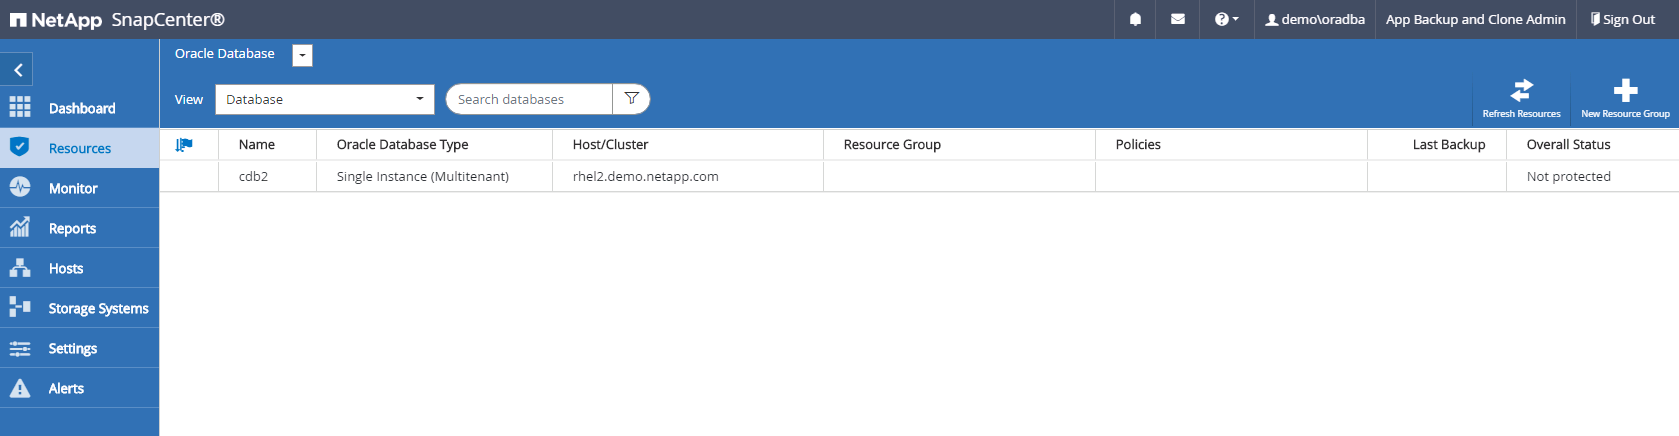 NetApp SnapCenter®
demo\oradba
App Backup and Clone Admin
Sign Out
Oracle Database
View
Database
Search databases
Refresh Resources
New Resource Group
Dashboard
Resources
Monitor
Reports
Hosts
Storage Systems
Settings
Alerts
Name Oracle Database Type Host/Cluster Resource Group Policies Last Backup Overall Status
cdb2 Single Instance (Multitenant) rhel2.demo.netapp.com Not protected